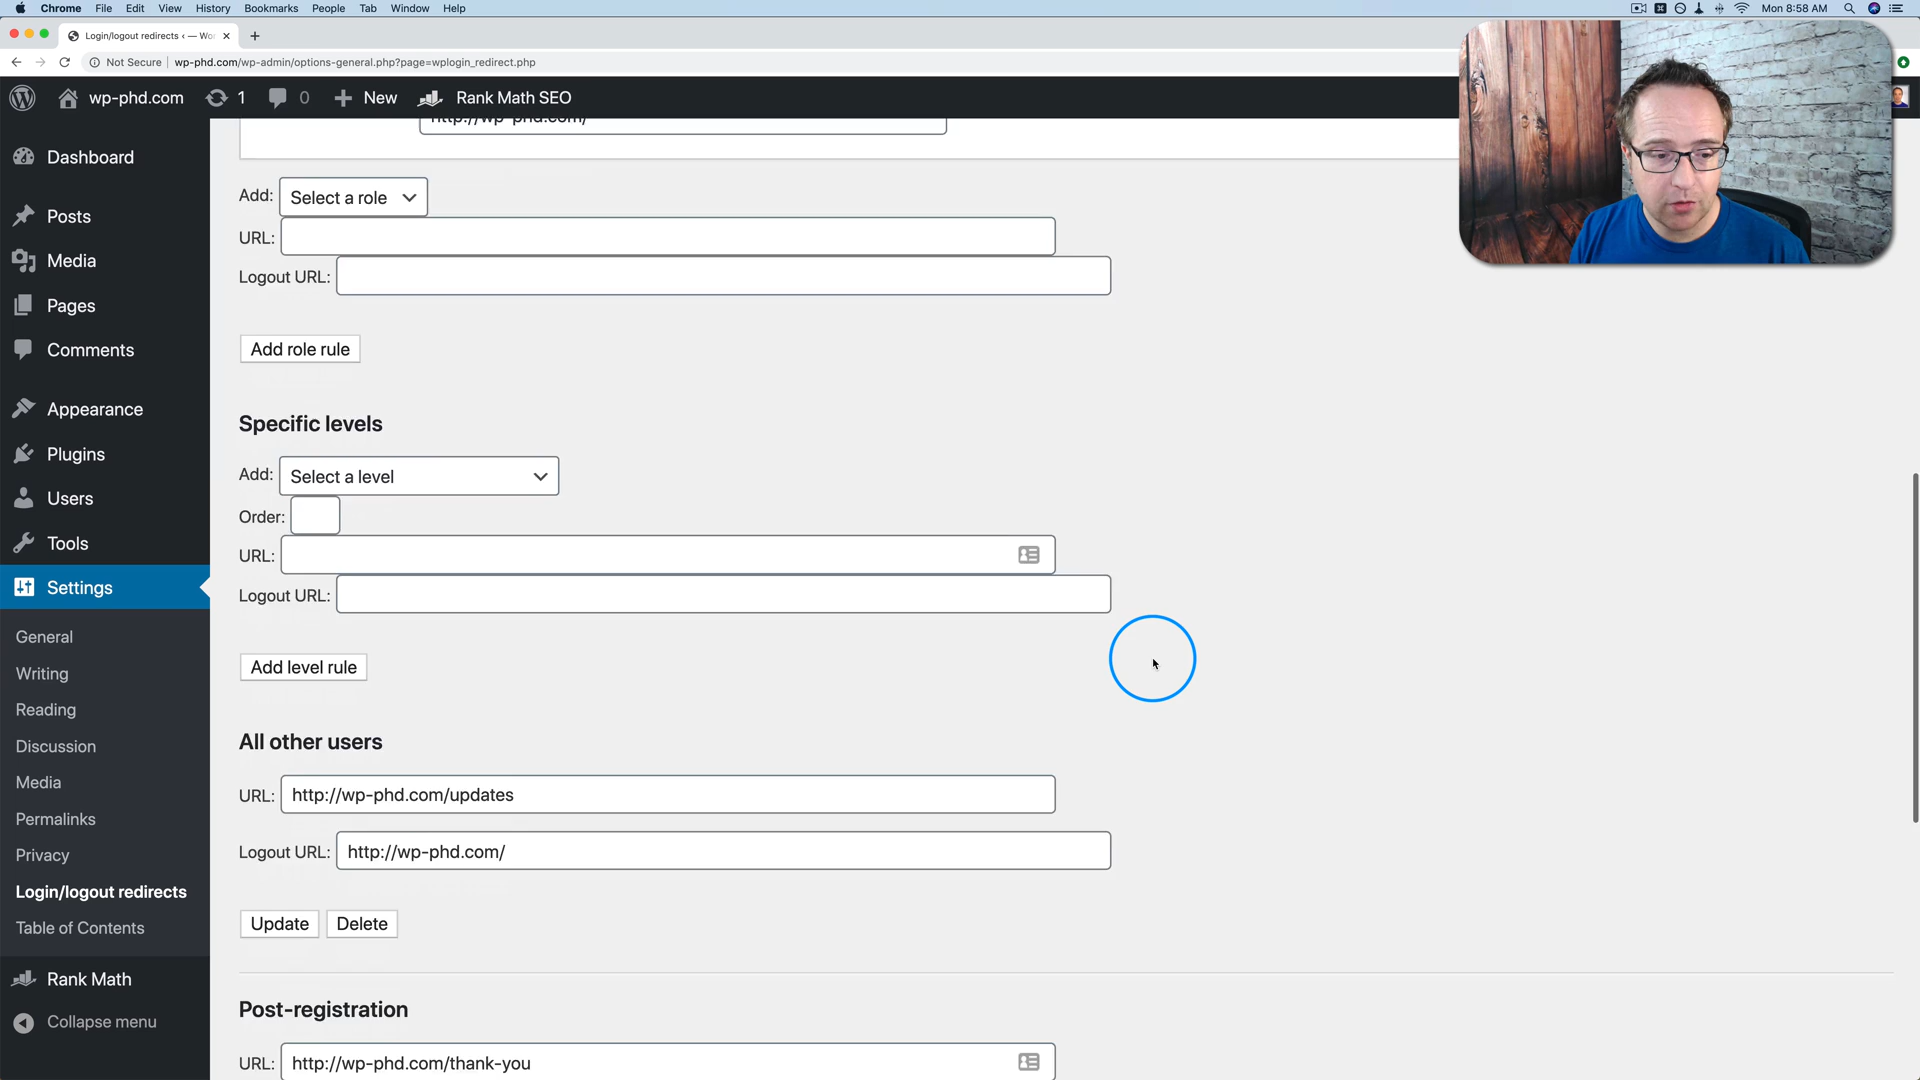 Chrome File Edit View History Bookmarks People Tab Window Help Mon 8:58 AM
Login/logout redirects ‹ — Wo
Not Secure wp-phd.com/wp-admin/options-general.php?page=wplogin_redirect.php
wp-phd.com 1 0 New Rank Math SEO
Dashboard
Posts
Media
Pages
Comments
Appearance
Plugins
Users
Tools
Settings
General
Writing
Reading
Discussion
Media
Permalinks
Privacy
Login/logout redirects
Table of Contents
Rank Math
Collapse menu
http://wp-phd.com/
Add: Select a role
URL:
Logout URL:
Add role rule
Specific levels
Add: Select a level
Order:
URL:
Logout URL:
Add level rule
All other users
URL: http://wp-phd.com/updates
Logout URL: http://wp-phd.com/
Update Delete
Post-registration
URL: http://wp-phd.com/thank-you